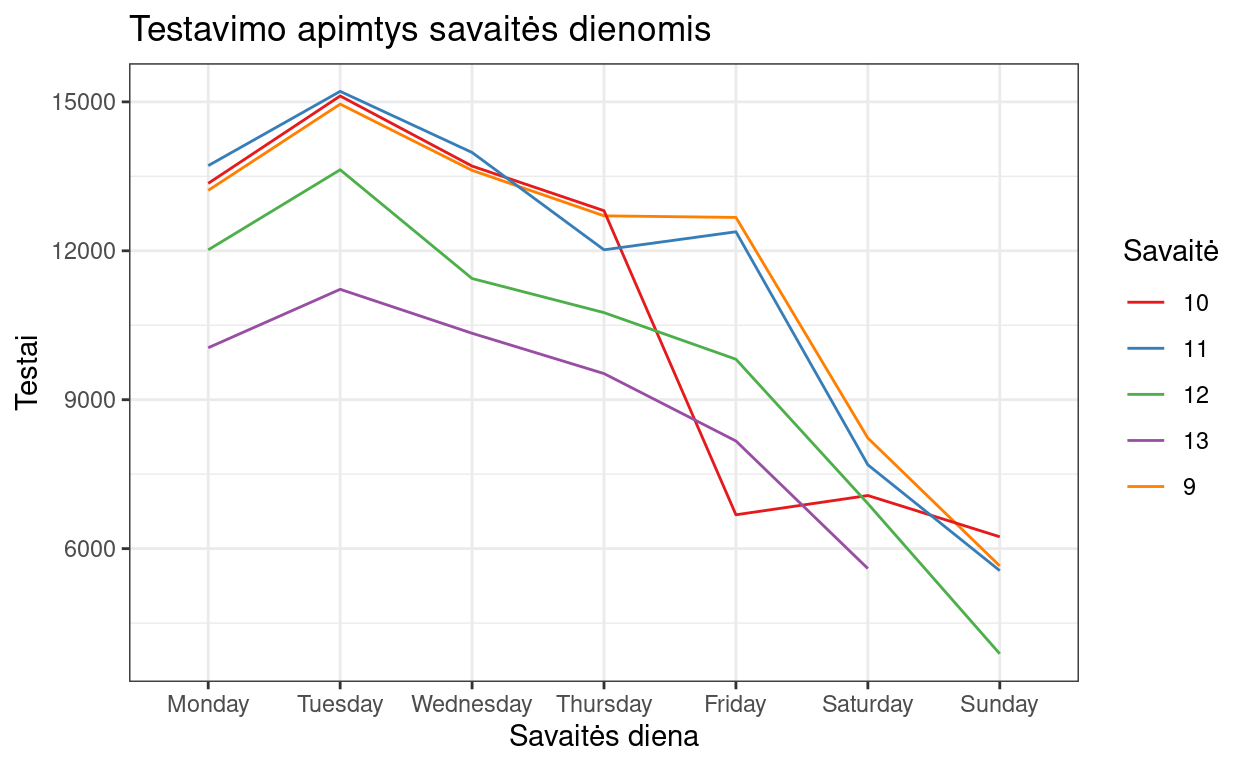 Testavimo apimtys savaitės dienomis
15000
12000
9000
6000
Testai
Monday
Tuesday
Wednesday
Thursday
Friday
Saturday
Sunday
Savaitės diena
Savaitė
10
11
12
13
9